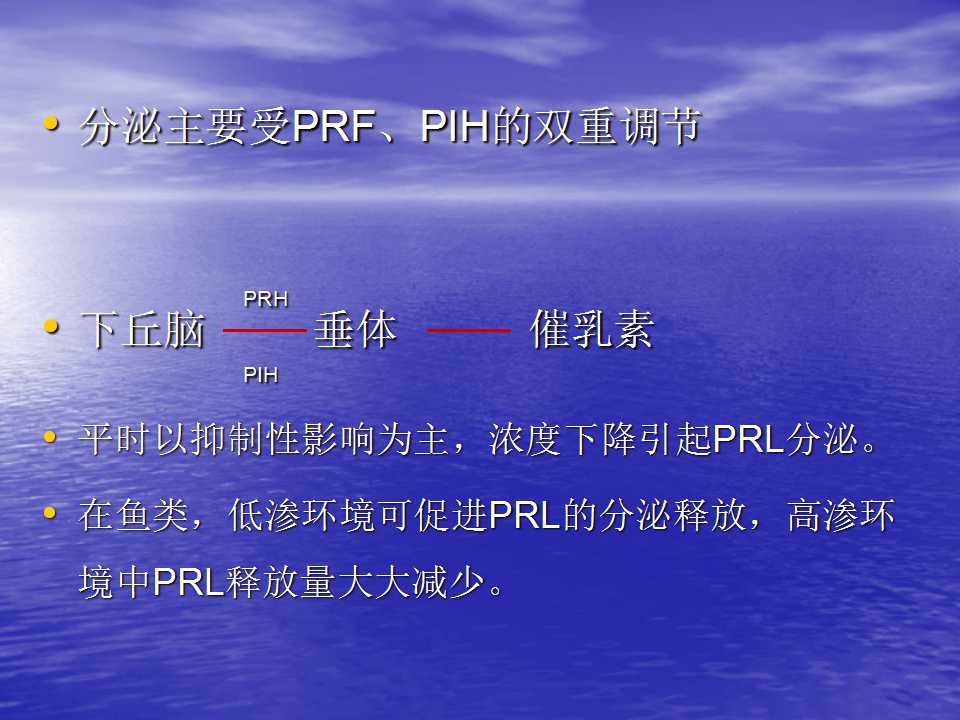 • 分泌主要受PRF、PIH的双重调节
PRH
• 下丘脑 —— 垂体 —— 催乳素
PIH
• 平时以抑制性影响为主，浓度下降引起PRL分泌。
• 在鱼类，低渗环境可促进PRL的分泌释放，高渗环
境中PRL释放量大大减少。